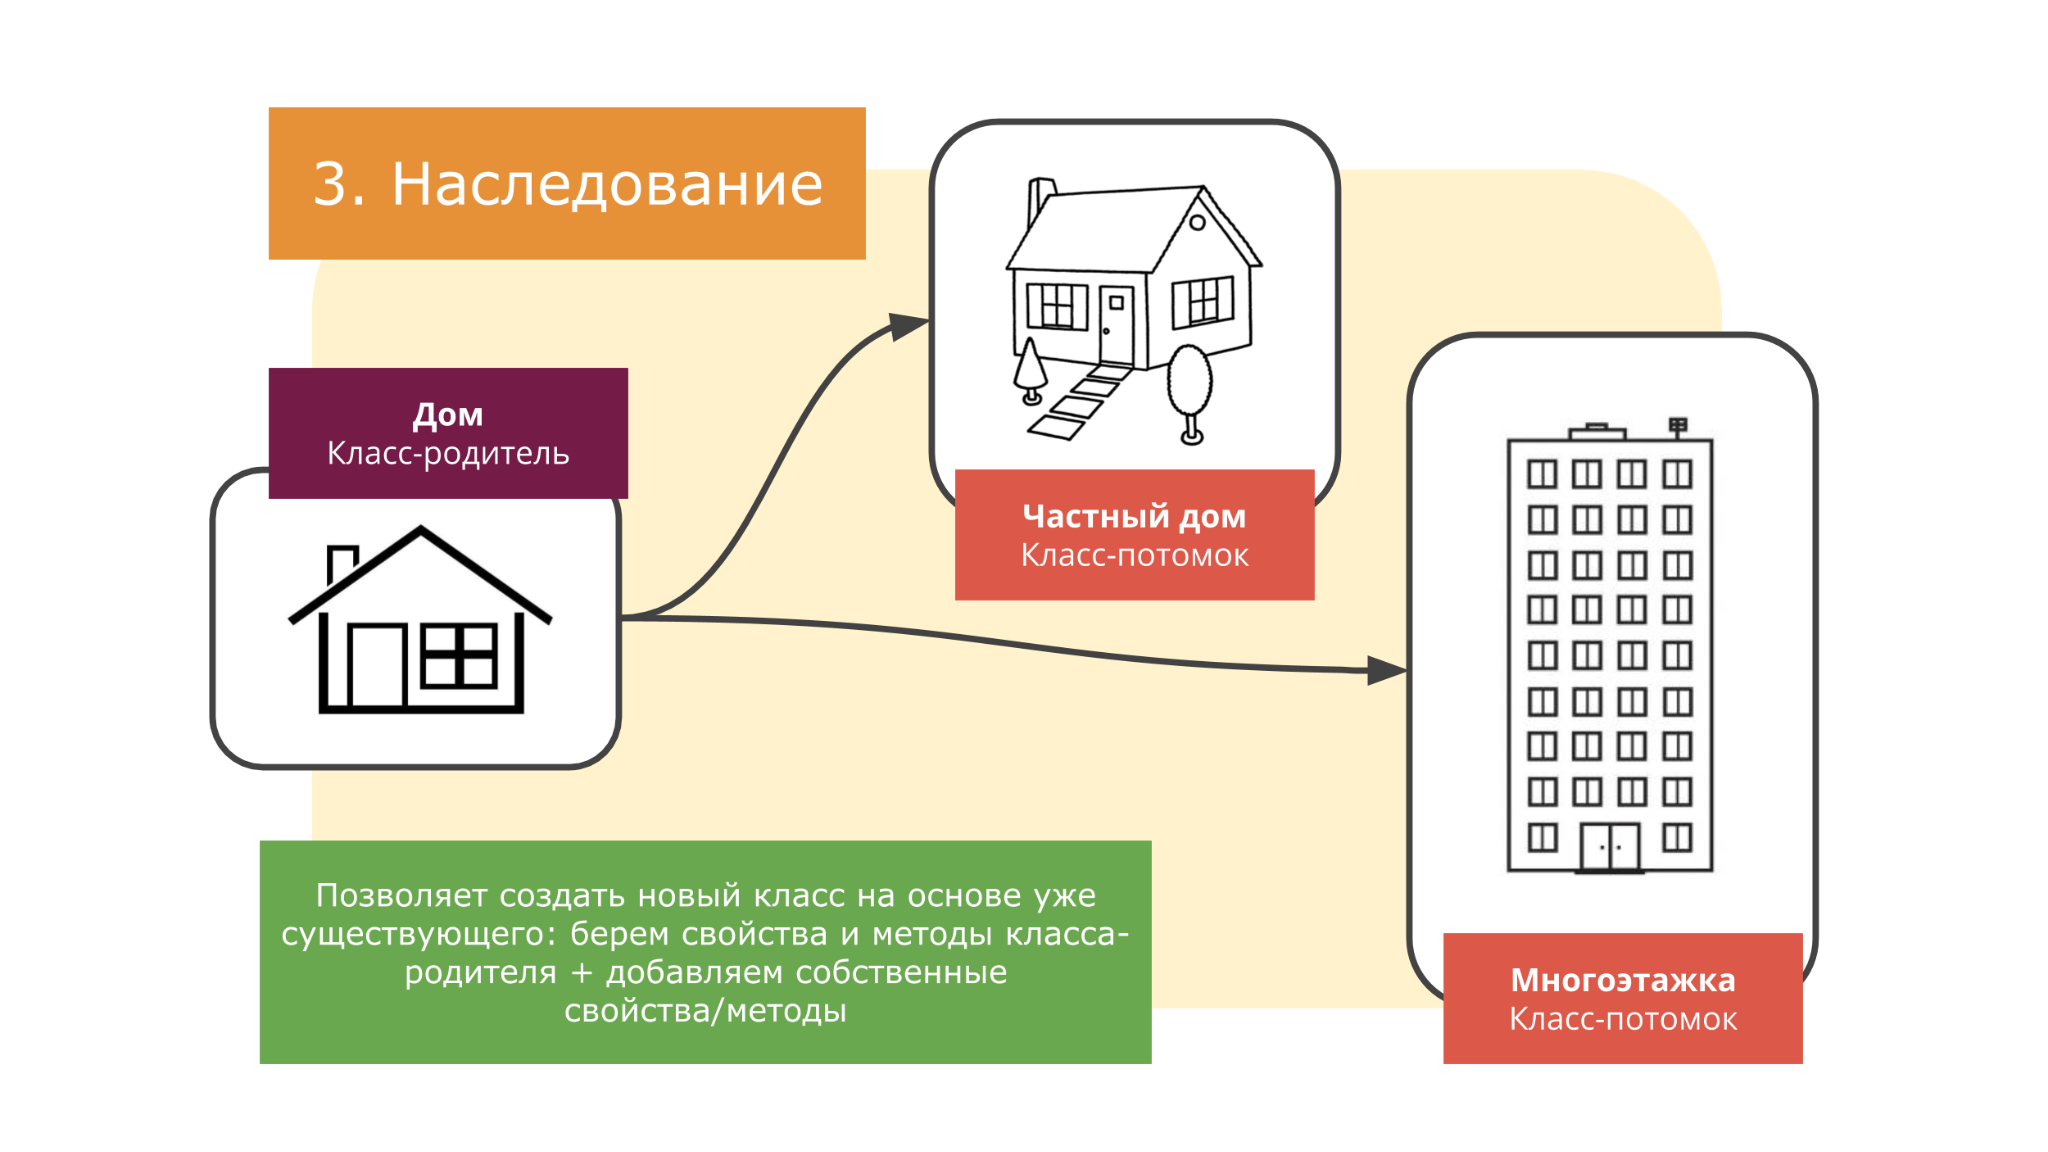 3. Наследование
Дом
Класс-родитель
Частный дом
Класс-потомок
Позволяет создать новый класс на основе уже
существующего: берем свойства и методы класса-
родителя + добавляем собственные
свойства/методы
Многоэтажка
Класс-потомок